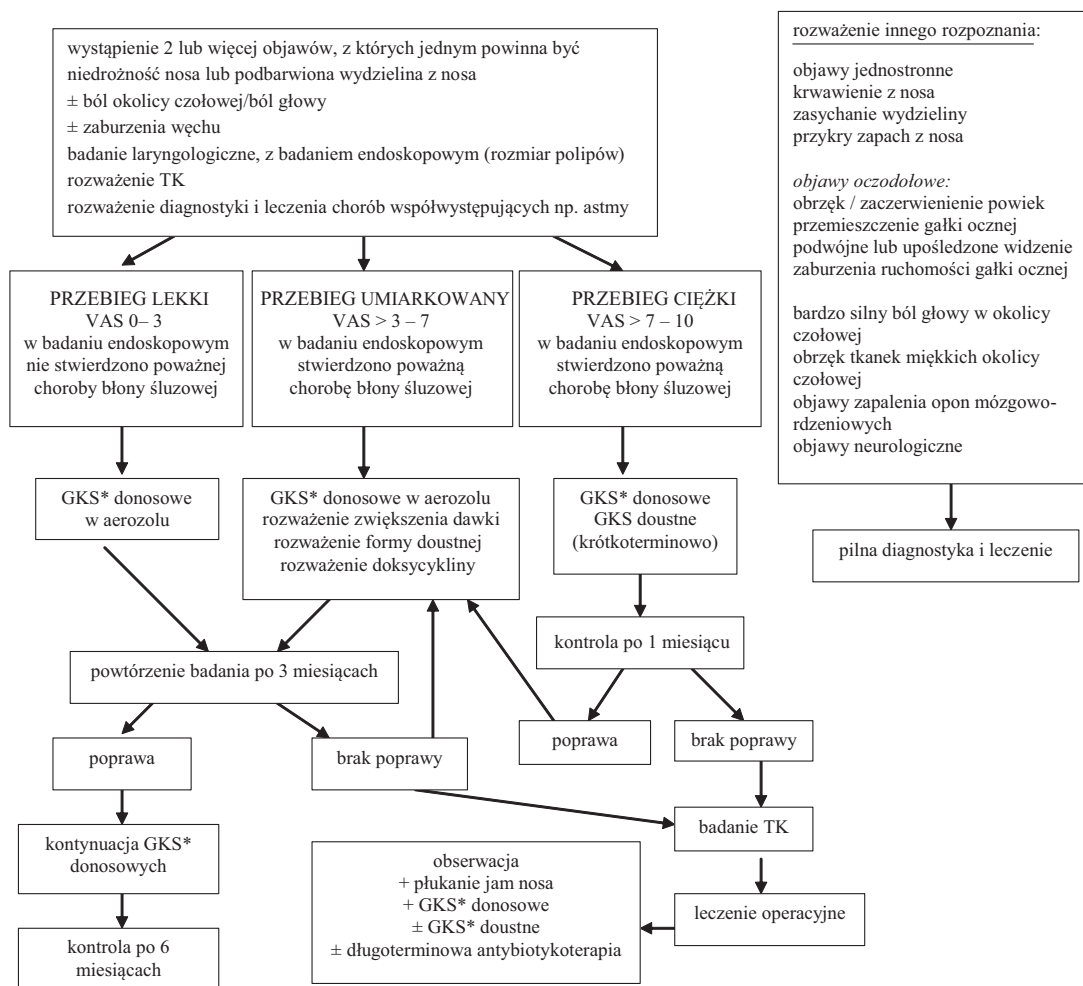 wystąpienie 2 lub więcej objawów, z których jednym powinna być
niedrożność nosa lub podbarwiona wydzielina z nosa
± ból okolicy czołowej/ból głowy
± zaburzenia węchu
badanie laryngologiczne, z badaniem endoskopowym (rozmiar polipów)
rozważenie TK
rozważenie diagnostyki i leczenia chorób współwystępujących np. astmy
rozważenie innego rozpoznania:
objawy jednostronne
krwawienie z nosa
zasychanie wydzieliny
przykry zapach z nosa
objawy oczodołowe:
obrzęk / zaczerwienienie powiek
przemieszczenie gałki ocznej
podwójne lub upośledzone widzenie
zaburzenia ruchomości gałki ocznej
bardzo silny ból głowy w okolicy
czołowej
obrzęk tkanek miękkich okolicy
czołowej
objawy zapalenia opon mózgowo-
rdzeniowych
objawy neurologiczne
pilna diagnostyka i leczenie
PRZEBIEG LEKKI
VAS 0– 3
w badaniu endoskopowym
nie stwierdzono poważnej
choroby błony śluzowej
PRZEBIEG UMIARKOWANY
VAS > 3 – 7
w badaniu endoskopowym
stwierdzono poważną
chorobę błony śluzowej
PRZEBIEG CIĘŻKI
VAS > 7 – 10
w badaniu endoskopowym
stwierdzono poważną
chorobę błony śluzowej
GKS* donosowe
w aerozolu
GKS* donosowe w aerozolu
rozważenie zwiększenia dawki
rozważenie formy doustnej
rozważenie doksycykliny
GKS* donosowe
GKS doustne
(krótkoterminowo)
kontrola po 1 miesiącu
powtórzenie badania po 3 miesiącach
poprawa
brak poprawy
poprawa
brak poprawy
kontynuacja GKS*
donosowych
kontrola po 6
miesiącach
badanie TK
leczenie operacyjne
obserwacja
+ płukanie jam nosa
+ GKS* donosowe
± GKS* doustne
± długoterminowa antybiotykoterapia